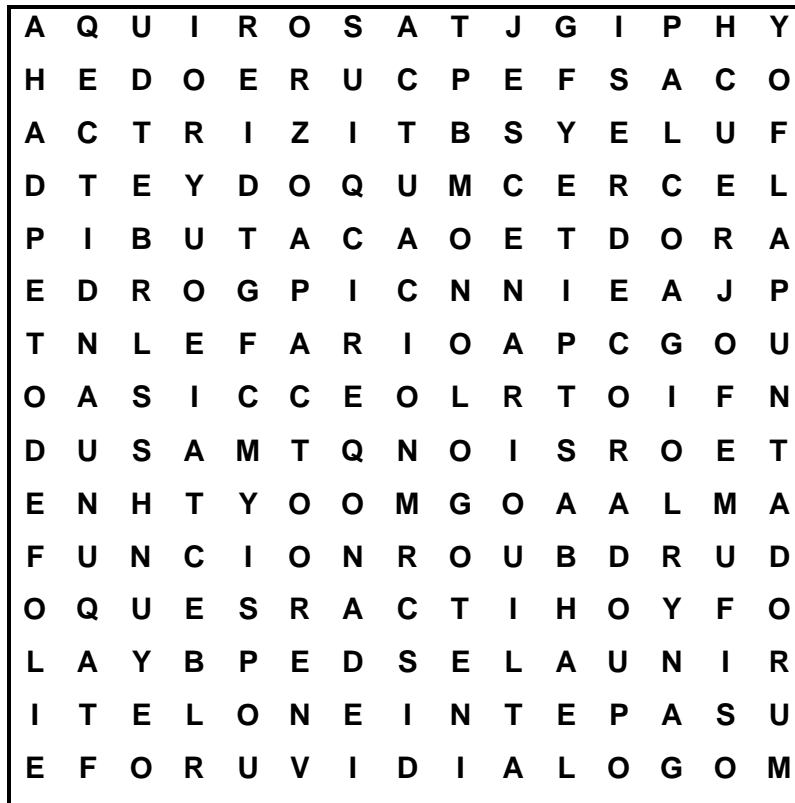 A Q U I R O S A T J G I P H Y
H E D O E R U C P E F S A C O
A C T R I Z I T B S Y E L U F
D T E Y D O Q U M C E R C E L
P I B U T A C A O E T D O R A
E D R O G P I C N N I E A J P
T N L E F A R I O A P C G O U
O A S I C C E O L R T O I F N
D U S A M T Q N O I S R O E T
E N H T Y O O M G O A A L M A
F U N C I O N R O U B D R U D
O Q U E S R A C T I H O Y F O
L A Y B P E D S E L A U N I R
I T E L O N E I N T E P A S U
E F O R U V I D I A L O G O M